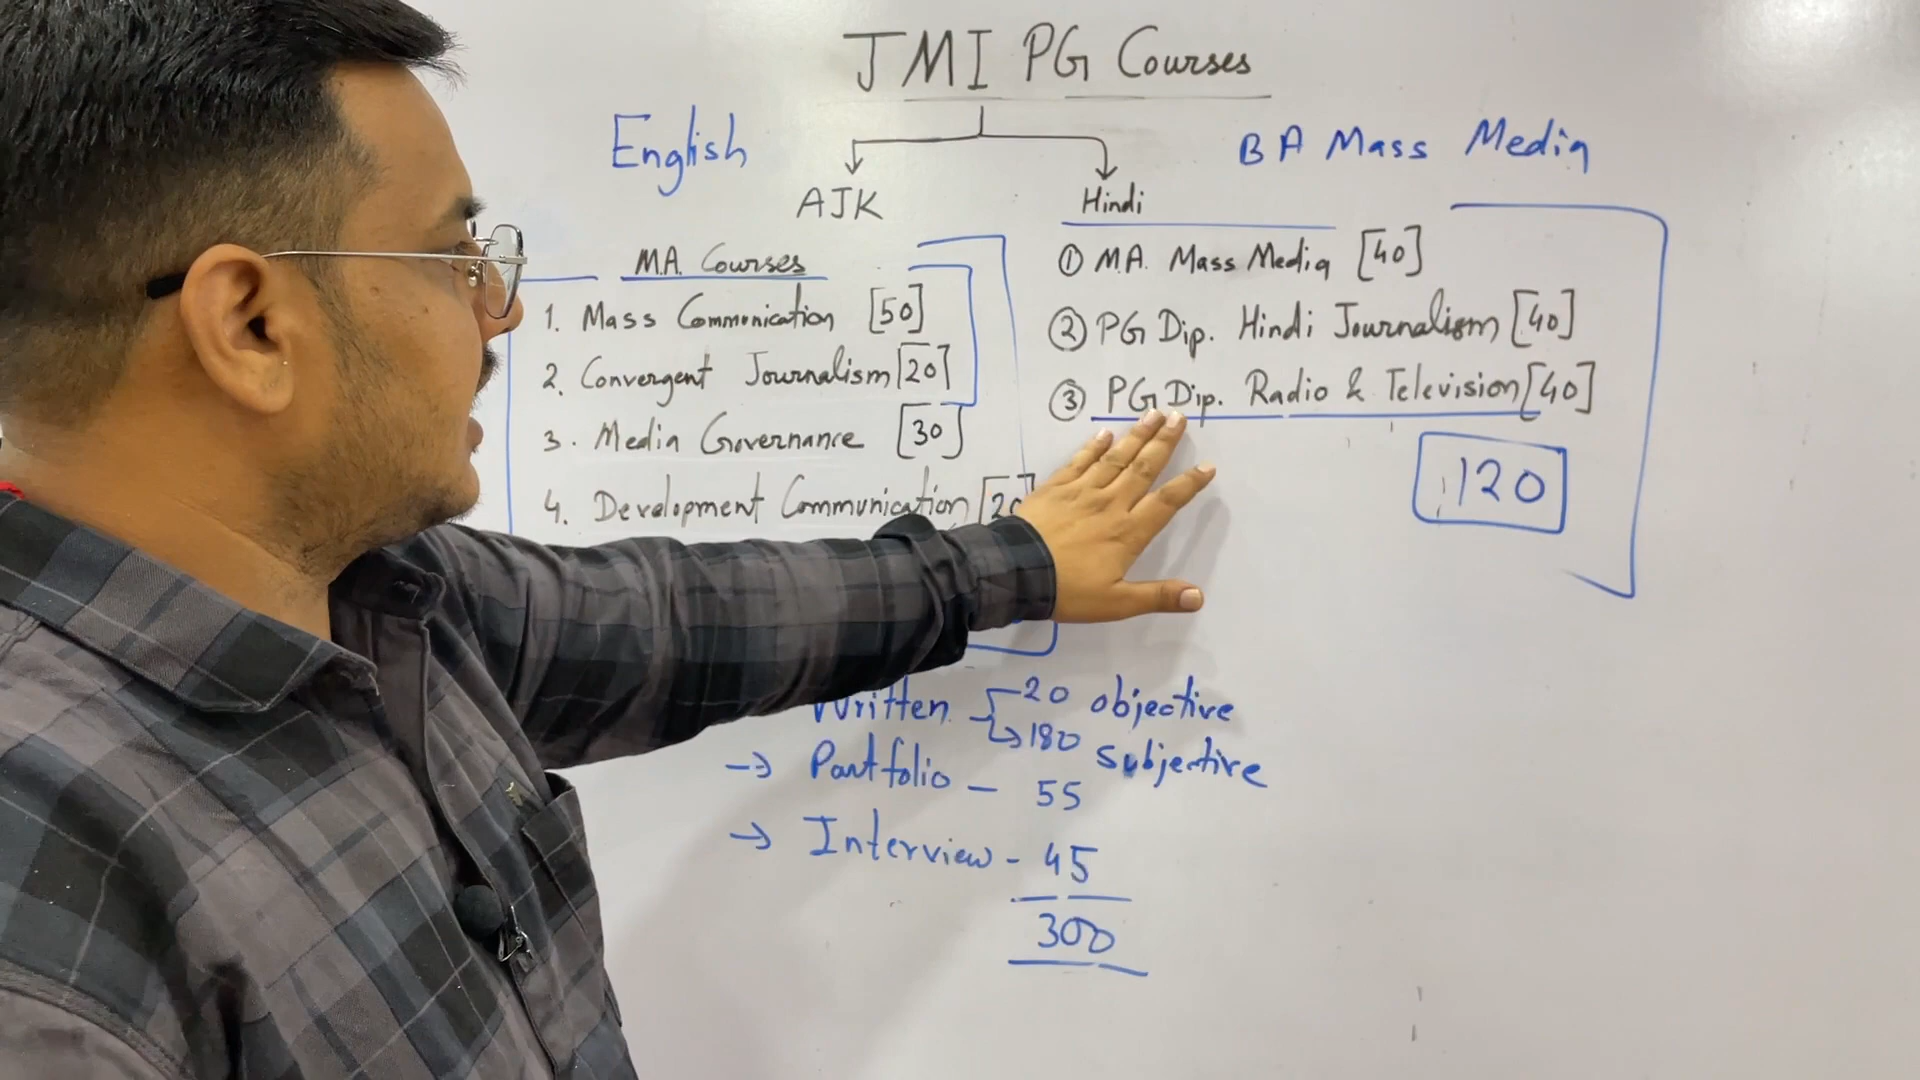 JMI PG Courses
English
BA Mass Media
AJK
Hindi
M.A. Courses
1. Mass Communication [50]
2. Convergent Journalism [20]
3. Media Governance [30]
4. Development Communication [20]
① M.A. Mass Media [40]
② PG Dip. Hindi Journalism [40]
③ PG Dip. Radio & Television [40]
120
Written 20 objective
180 subjective
→ Portfolio - 55
→ Interview - 45
300